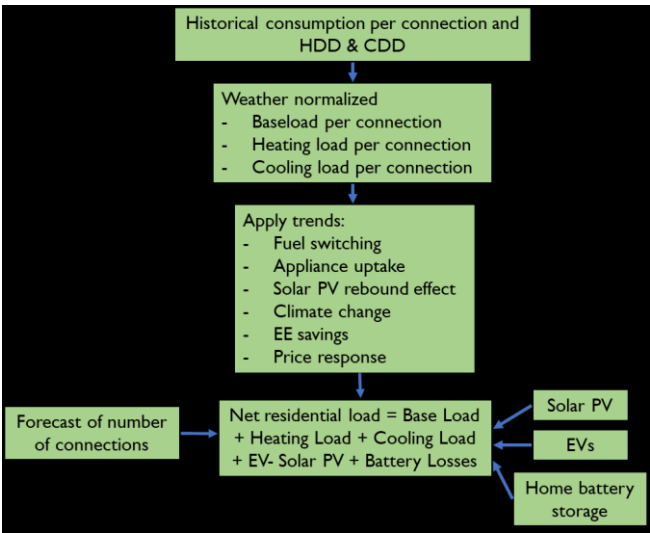 Historical consumption per connection and
HDD & CDD
Weather normalized
- Baseload per connection
- Heating load per connection
- Cooling load per connection
Apply trends:
- Fuel switching
- Appliance uptake
- Solar PV rebound effect
- Climate change
- EE savings
- Price response
Forecast of number
of connections
Net residential load = Base Load
+ Heating Load + Cooling Load
+ EV- Solar PV + Battery Losses
Solar PV
EVs
Home battery
storage